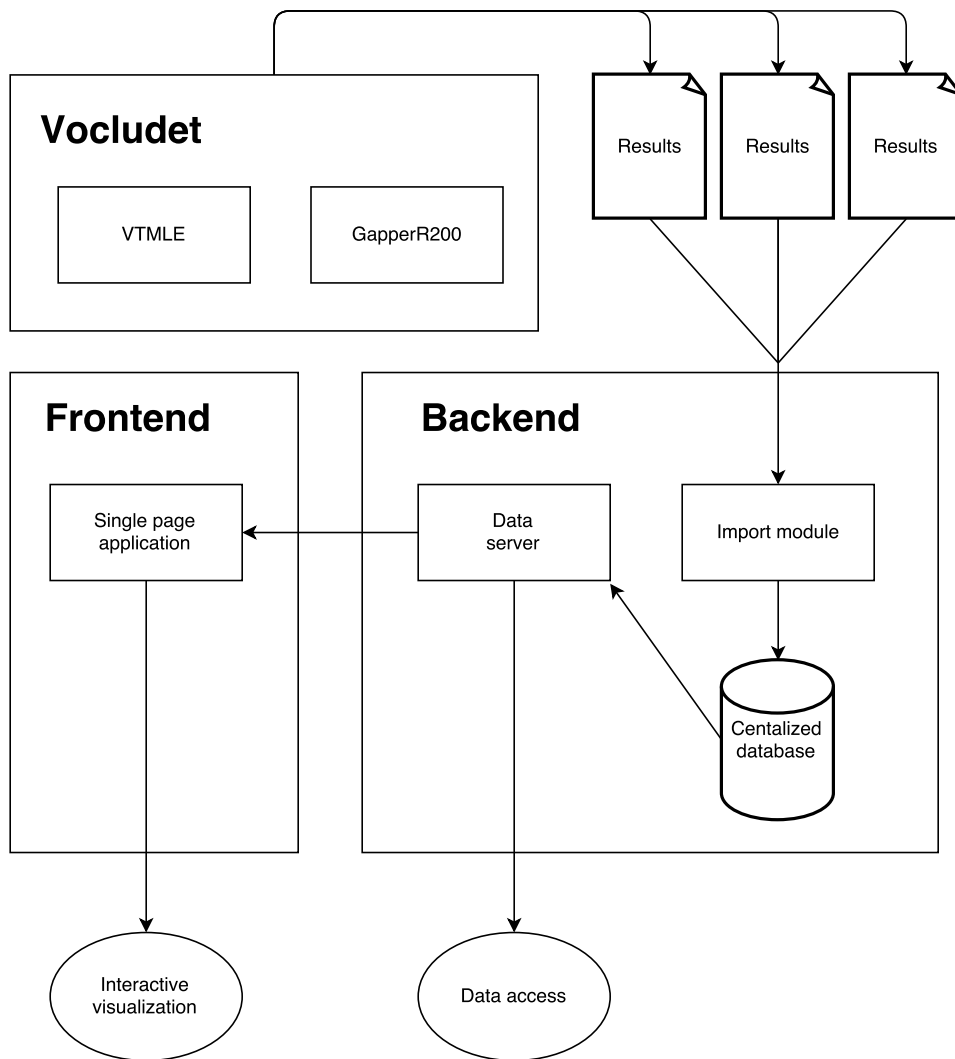 Vocludet
VTMLE
GapperR200
Results
Results
Results
Frontend
Single page
application
Backend
Data
server
Import module
Centalized
database
Interactive
visualization
Data access